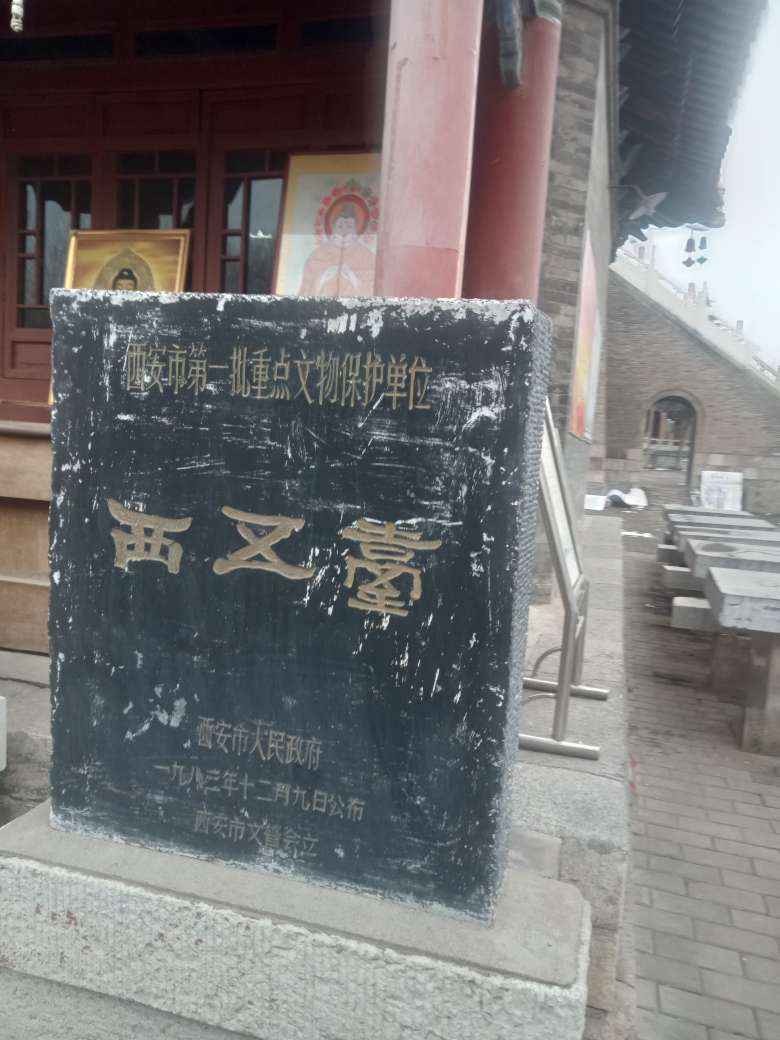 西安市第一批重点文物保护单位
西五臺
西安市人民政府
一九八三年十二月九日公布
西安市文管会立